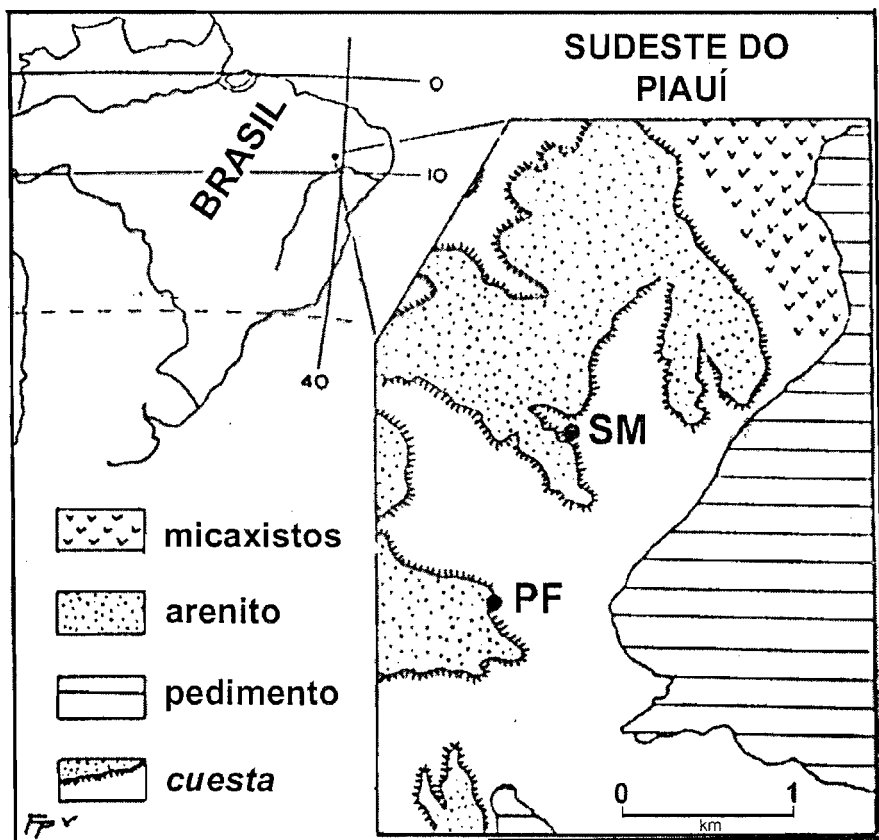 SUDESTE DO
PIAUÍ
BRASIL
0
10
40
SM
PF
micaxistos
arenito
pedimento
cuesta
0 1
km